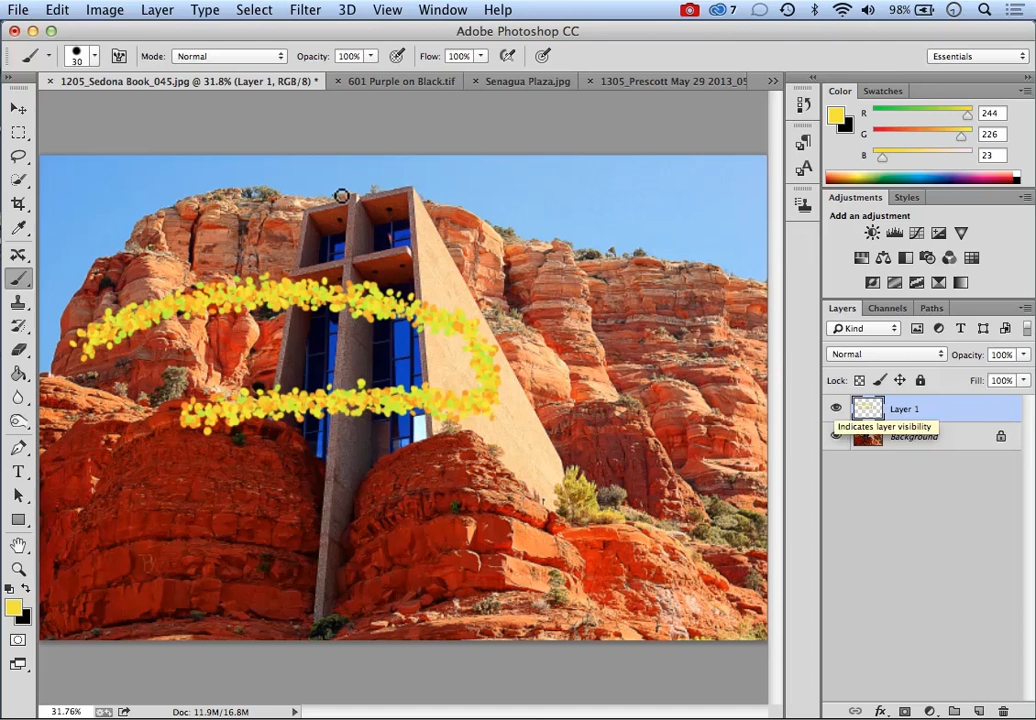 File Edit Image Layer Type Select Filter 3D View Window Help 7 98%
Adobe Photoshop CC
30 Mode: Normal Opacity: 100% Flow: 100% Essentials
× 1205_Sedona Book_045.jpg @ 31.8% (Layer 1, RGB/8) * × 601 Purple on Black.tif × Senagua Plaza.jpg × 1305_Prescott May 29 2013_05 >>
Color Swatches
R 244
G 226
B 23
Adjustments Styles
Add an adjustment
Layers Channels Paths
Kind
Normal Opacity: 100%
Lock: Fill: 100%
Layer 1
Indicates layer visibility
Background
31.76% Doc: 11.9M/16.8M